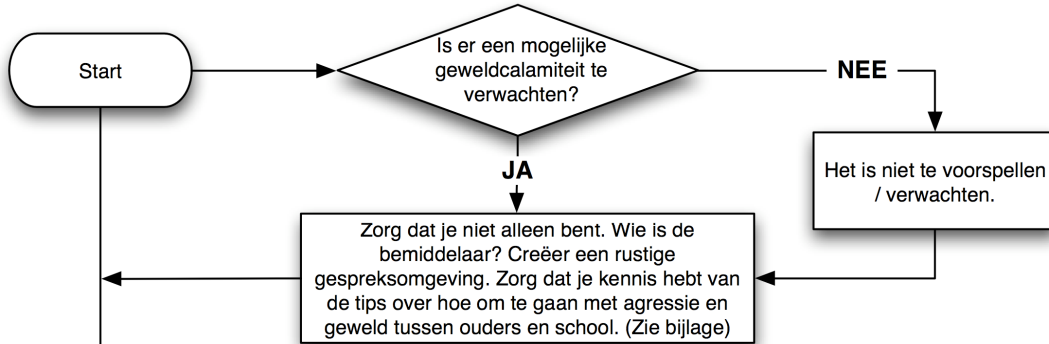 Start
Is er een mogelijke
geweldcalamiteit te
verwachten?
NEE
JA
Het is niet te voorspellen
/ verwachten.
Zorg dat je niet alleen bent. Wie is de
bemiddelaar? Creëer een rustige
gespreksomgeving. Zorg dat je kennis hebt van
de tips over hoe om te gaan met agressie en
geweld tussen ouders en school. (Zie bijlage)